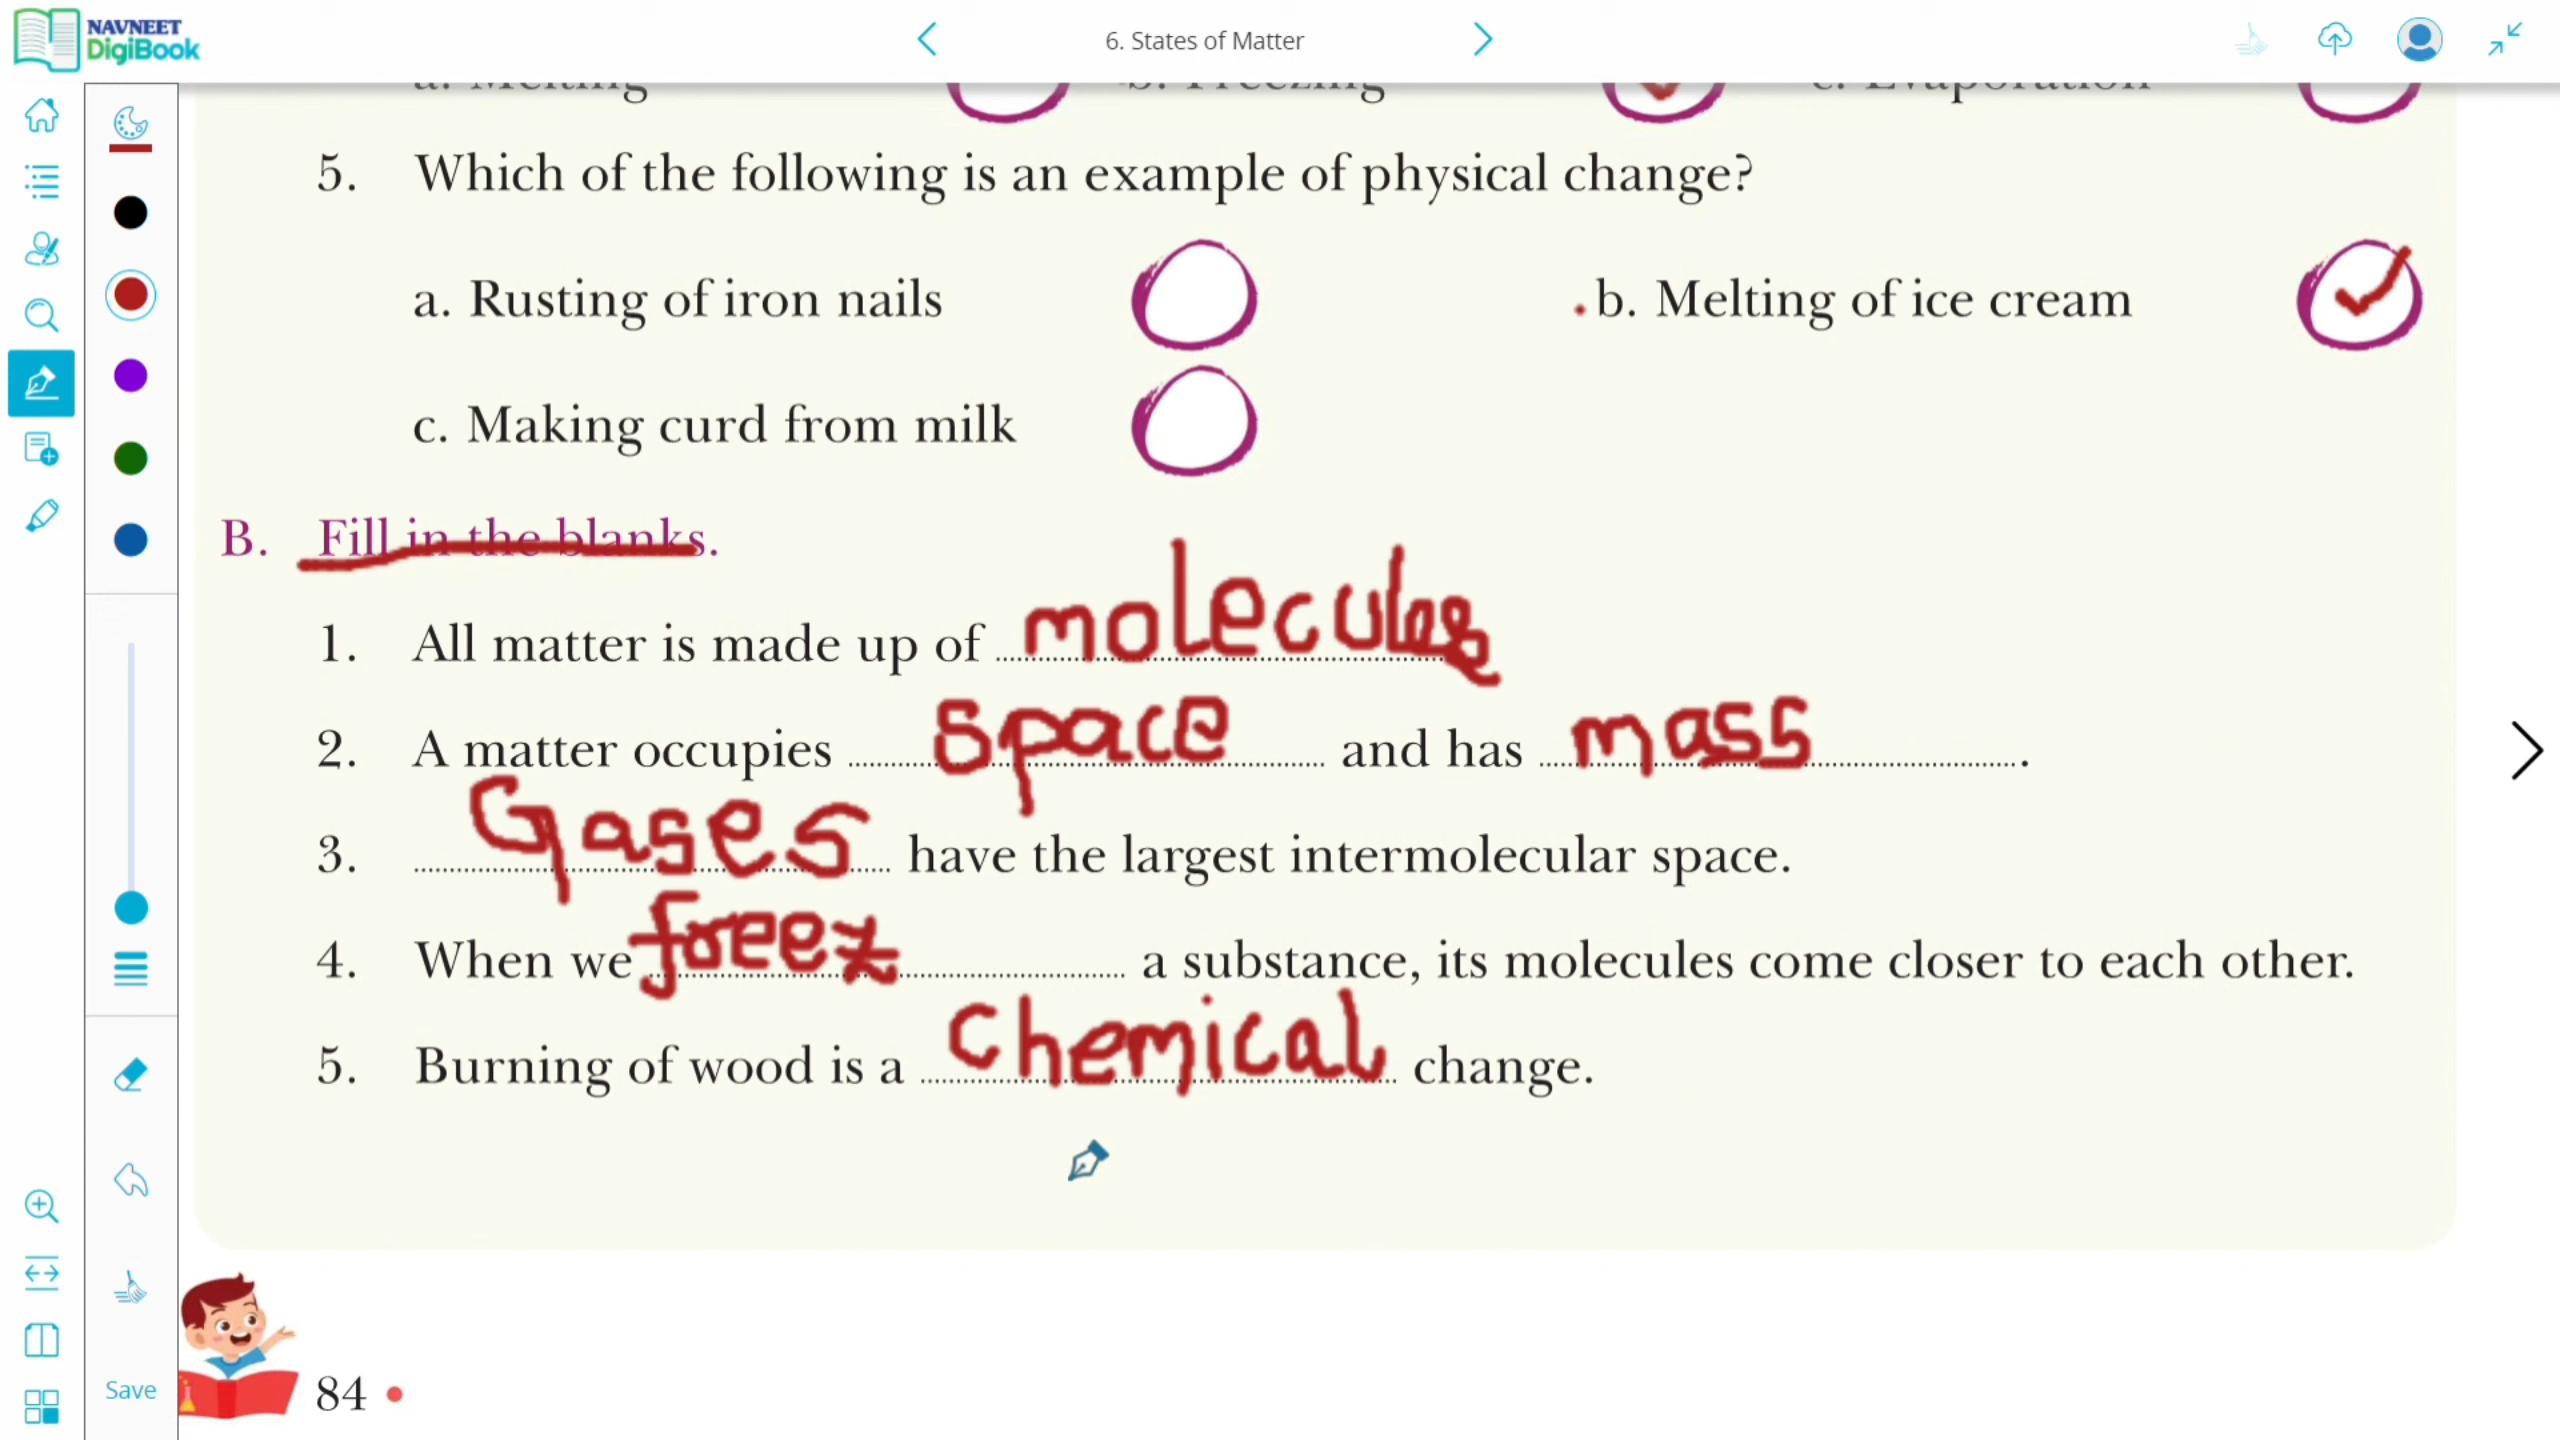 NAVNEET
DigiBook
6. States of Matter
a. Melting b. Freezing c. Evaporation
5. Which of the following is an example of physical change?
a. Rusting of iron nails b. Melting of ice cream
c. Making curd from milk
B. Fill in the blanks.
1. All matter is made up of molecules
2. A matter occupies space and has mass.
3. Gases have the largest intermolecular space.
4. When we freez a substance, its molecules come closer to each other.
5. Burning of wood is a chemical change.
Save
84